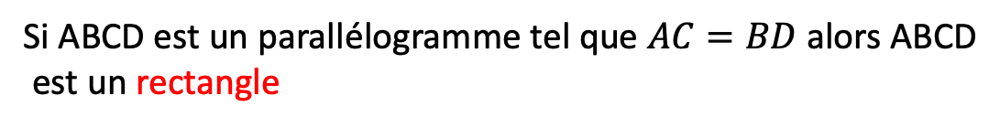 Si ABCD est un parallélogramme tel que AC = BD alors ABCD
est un rectangle